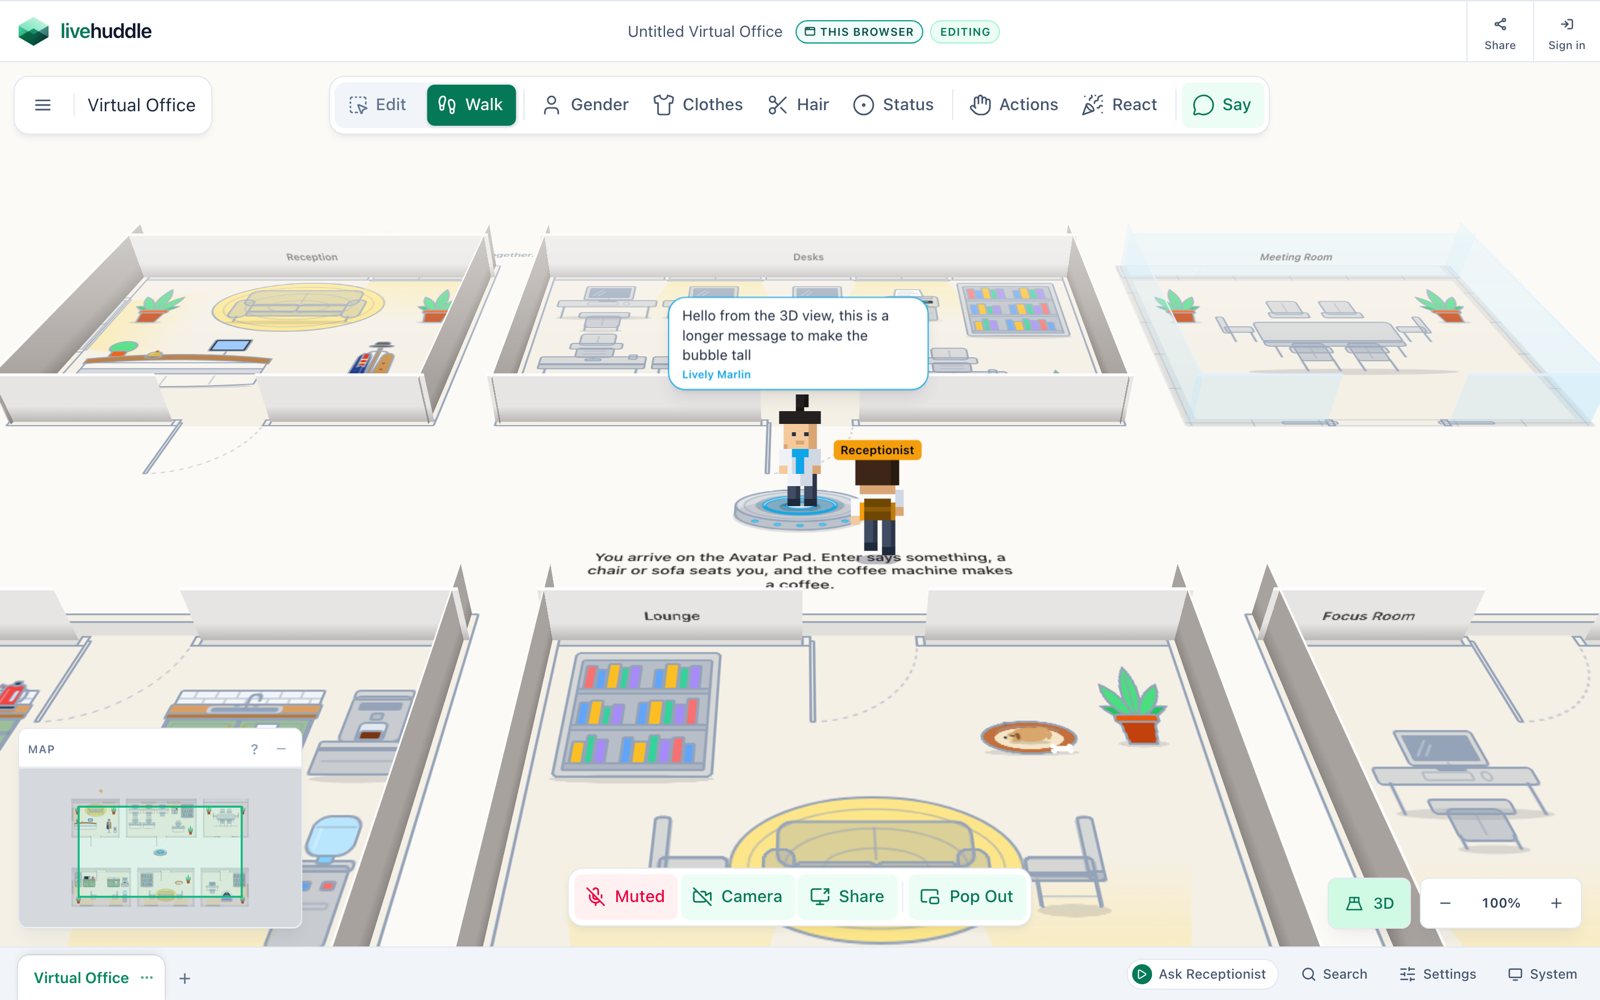 livehuddle
Untitled Virtual Office
THIS BROWSER
EDITING
Share
Sign in
Virtual Office
Edit
Walk
Gender
Clothes
Hair
Status
Actions
React
Say
Reception
gether.
Desks
Meeting Room
Hello from the 3D view, this is a
longer message to make the
bubble tall
Lively Marlin
Receptionist
You arrive on the Avatar Pad. Enter says something, a
chair or sofa seats you, and the coffee machine makes
a coffee.
Lounge
Focus Room
MAP
?
Muted
Camera
Share
Pop Out
3D
100%
Virtual Office
Ask Receptionist
Search
Settings
System